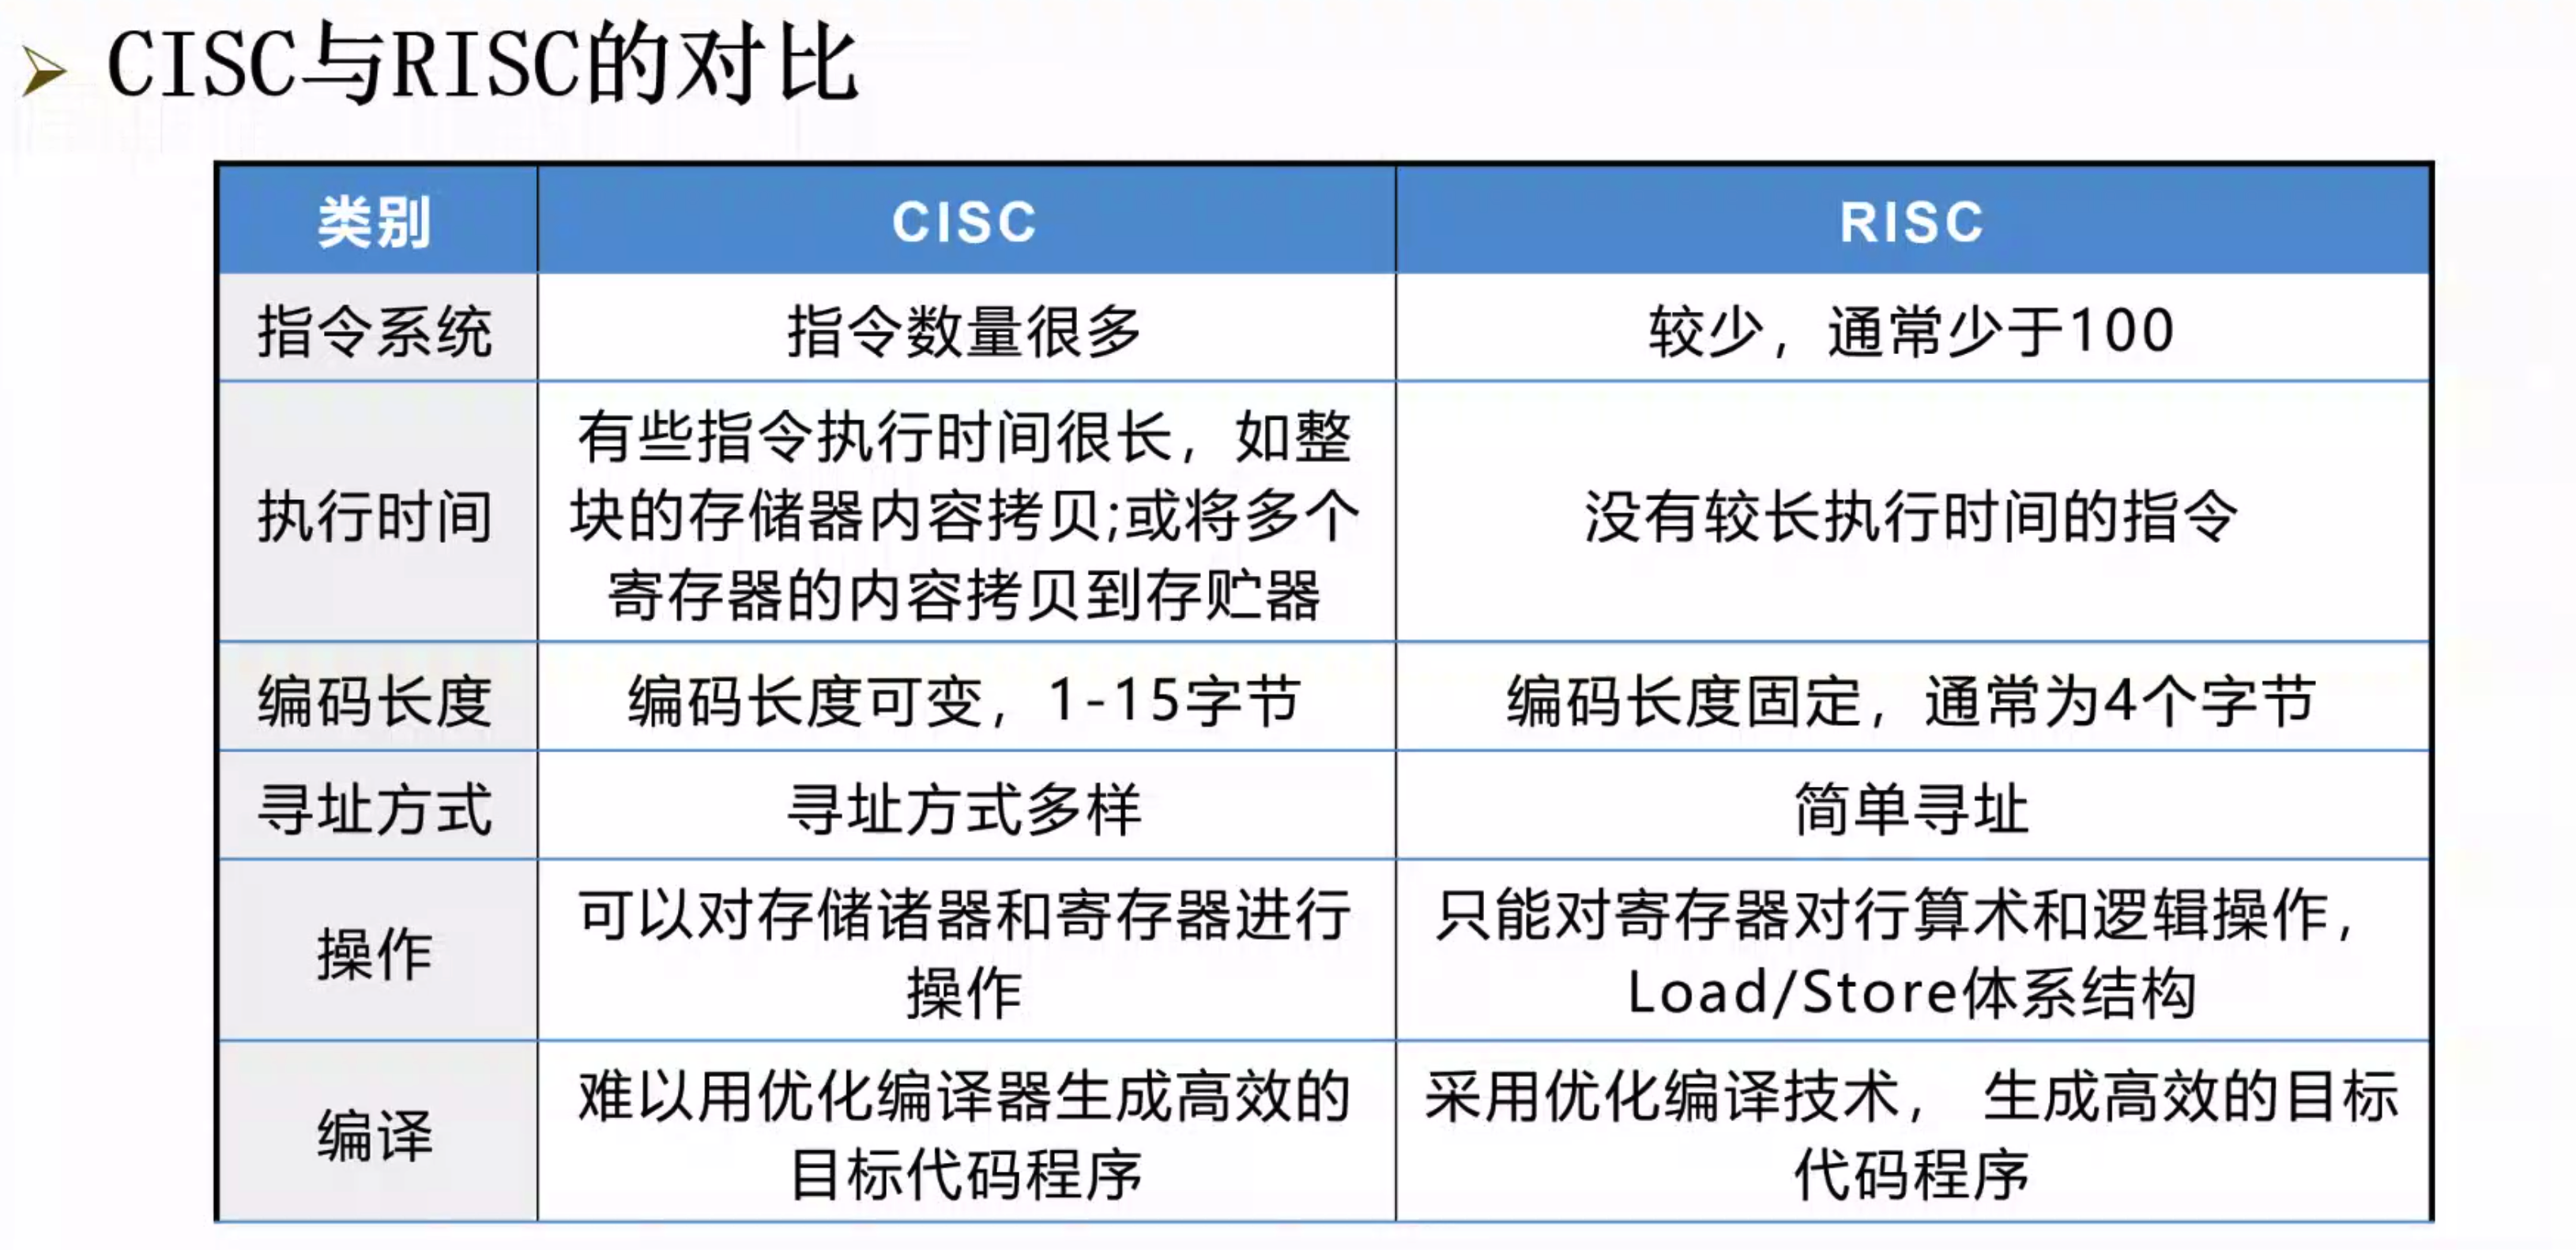 CISC与RISC的对比
类别 CISC RISC
指令系统 指令数量很多 较少，通常少于100
执行时间
有些指令执行时间很长，如整
块的存储器内容拷贝;或将多个
寄存器的内容拷贝到存贮器
没有较长执行时间的指令
编码长度 编码长度可变，1-15字节 编码长度固定，通常为4个字节
寻址方式 寻址方式多样 简单寻址
操作
可以对存储诸器和寄存器进行
操作
只能对寄存器对行算术和逻辑操作，
Load/Store体系结构
编译
难以用优化编译器生成高效的
目标代码程序
采用优化编译技术， 生成高效的目标
代码程序